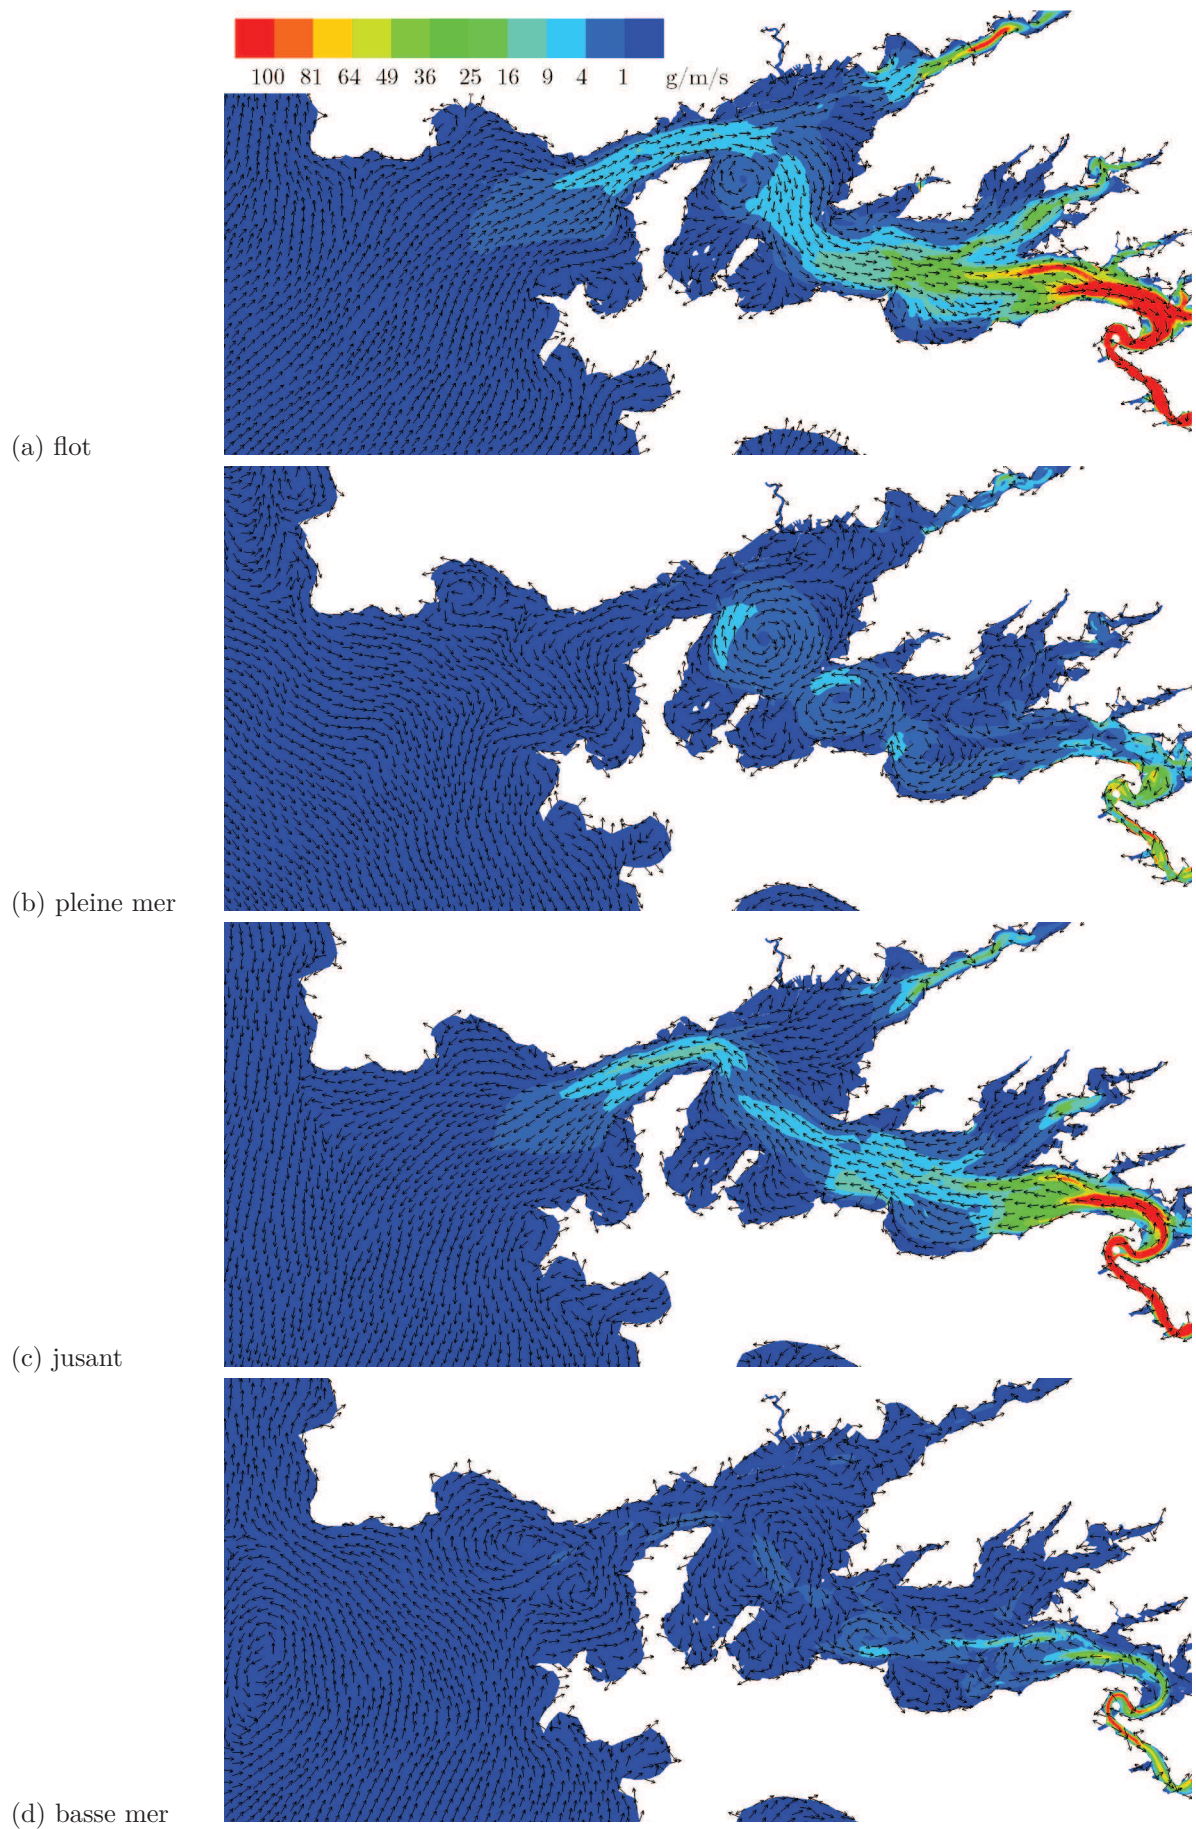 100 81 64 49 36 25 16 9 4 1 g/m/s
(a) flot
(b) pleine mer
(c) jusant
(d) basse mer